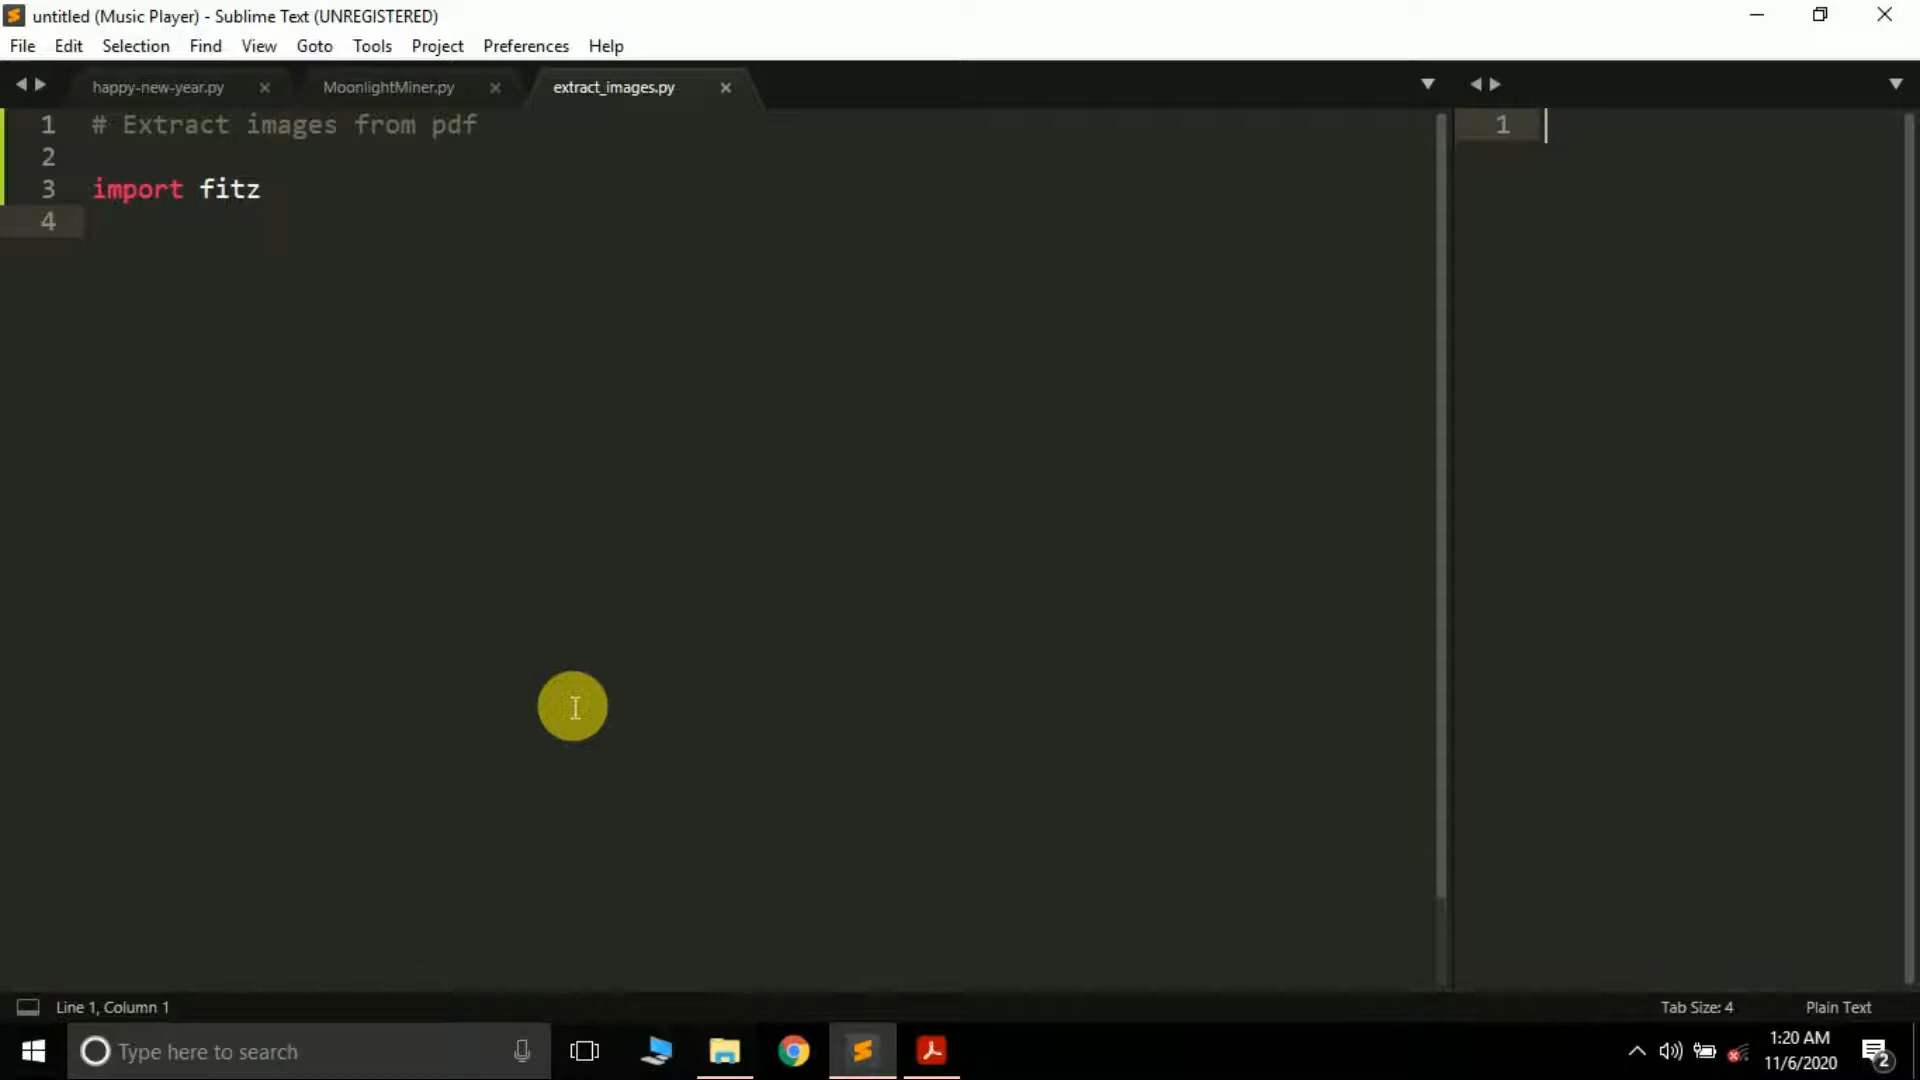 untitled (Music Player) - Sublime Text (UNREGISTERED)
File Edit Selection Find View Goto Tools Project Preferences Help
happy-new-year.py MoonlightMiner.py extract_images.py
1 # Extract images from pdf
2
3 import fitz
4
1
Line 1, Column 1
Tab Size: 4 Plain Text
Type here to search
1:20 AM
11/6/2020
2